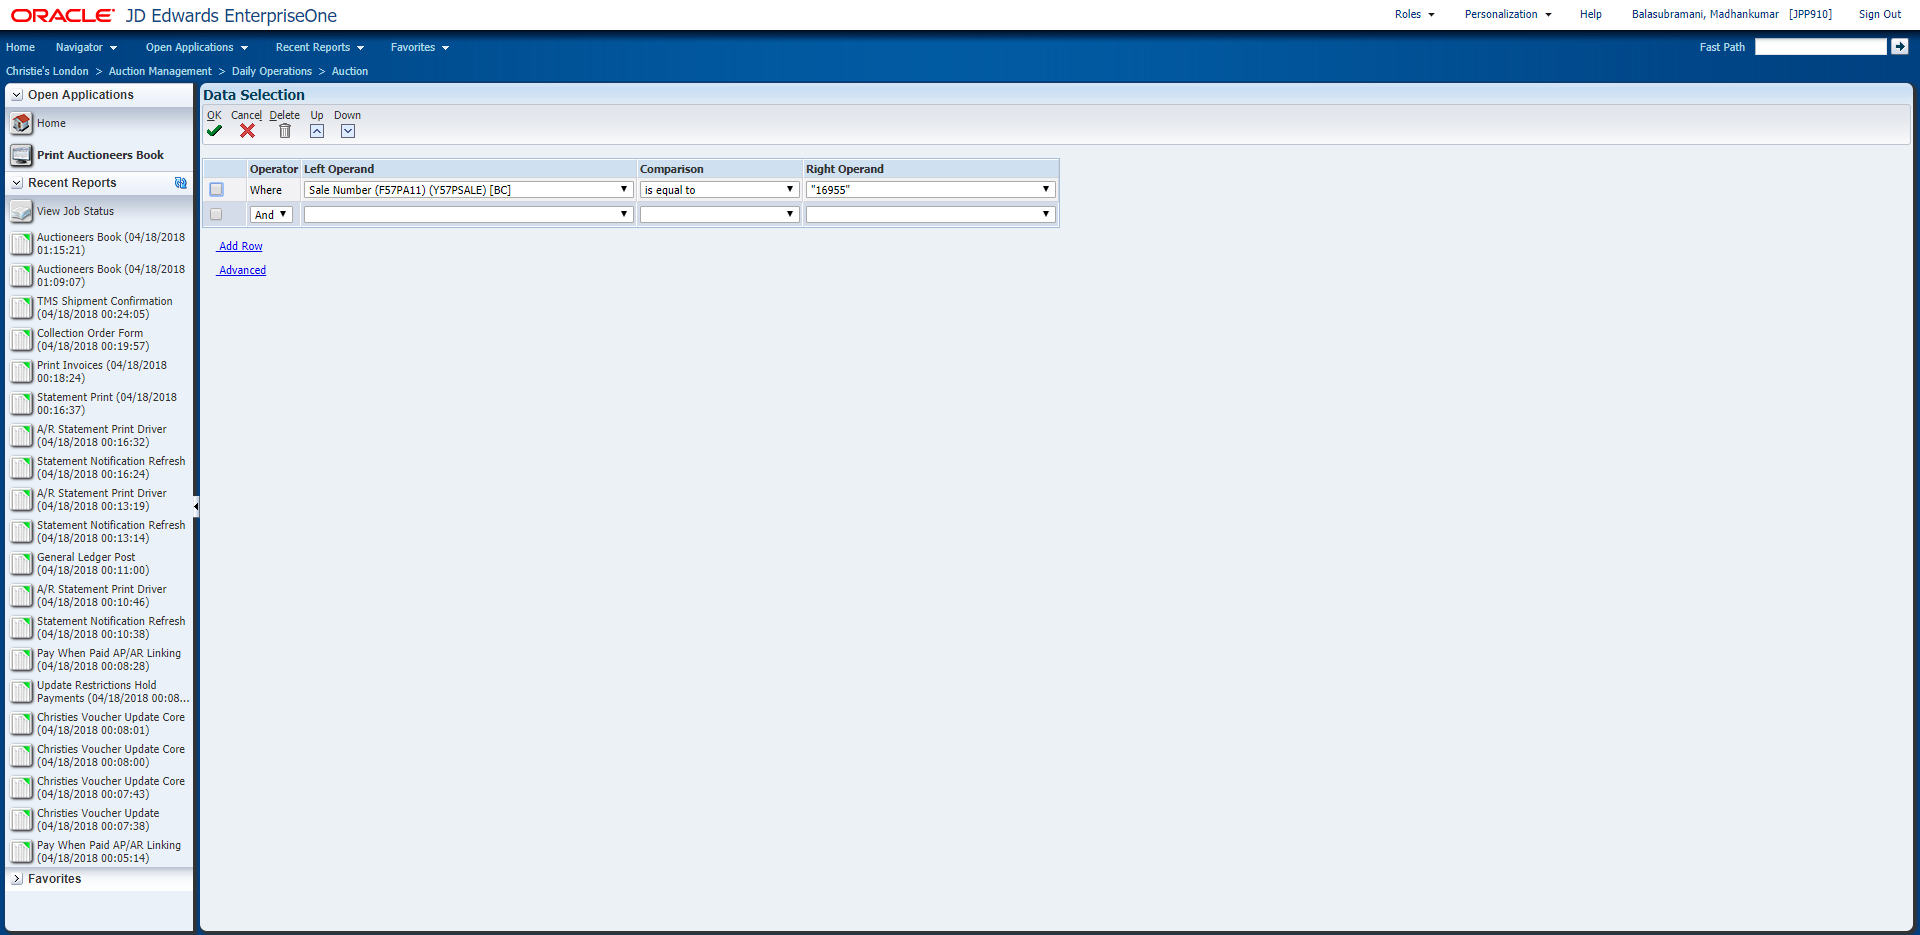 ORACLE JD Edwards EnterpriseOne
Roles Personalization Help Balasubramani, Madhankumar [JPP910] Sign Out
Home Navigator Open Applications Recent Reports Favorites Fast Path
Christie's London > Auction Management > Daily Operations > Auction
Open Applications
Home
Print Auctioneers Book
Recent Reports
View Job Status
Auctioneers Book (04/18/2018
01:15:21)
Auctioneers Book (04/18/2018
01:09:07)
TMS Shipment Confirmation
(04/18/2018 00:24:05)
Collection Order Form
(04/18/2018 00:19:57)
Print Invoices (04/18/2018
00:18:24)
Statement Print (04/18/2018
00:16:37)
A/R Statement Print Driver
(04/18/2018 00:16:32)
Statement Notification Refresh
(04/18/2018 00:16:24)
A/R Statement Print Driver
(04/18/2018 00:13:19)
Statement Notification Refresh
(04/18/2018 00:13:14)
General Ledger Post
(04/18/2018 00:11:00)
A/R Statement Print Driver
(04/18/2018 00:10:46)
Statement Notification Refresh
(04/18/2018 00:10:38)
Pay When Paid AP/AR Linking
(04/18/2018 00:08:28)
Update Restrictions Hold
Payments (04/18/2018 00:08...
Christies Voucher Update Core
(04/18/2018 00:08:01)
Christies Voucher Update Core
(04/18/2018 00:08:00)
Christies Voucher Update Core
(04/18/2018 00:07:43)
Christies Voucher Update
(04/18/2018 00:07:38)
Pay When Paid AP/AR Linking
(04/18/2018 00:05:14)
Favorites
Data Selection
OK Cancel Delete Up Down
Operator Left Operand Comparison Right Operand
Where Sale Number (F57PA11) (Y57PSALE) [BC] is equal to "16955"
And
Add Row
Advanced